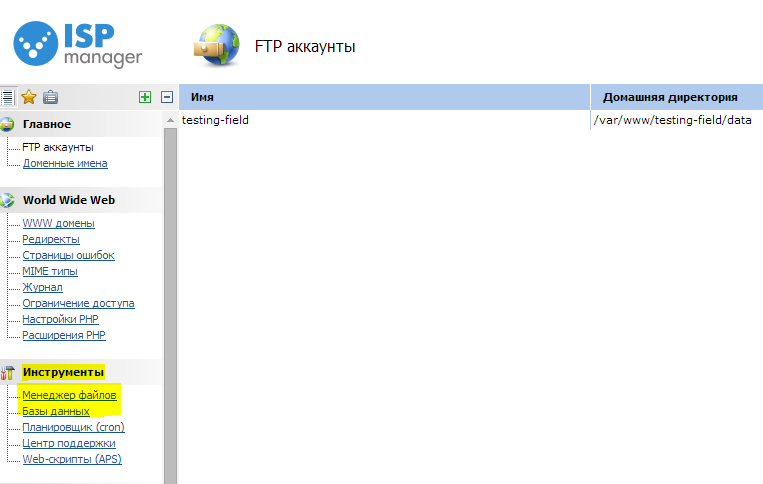 ISP
manager
FTP аккаунты
Имя
Домашняя директория
testing-field
/var/www/testing-field/data
Главное
FTP аккаунты
Доменные имена
World Wide Web
WWW домены
Редиректы
Страницы ошибок
MIME типы
Журнал
Ограничение доступа
Настройки PHP
Расширения PHP
Инструменты
Менеджер файлов
Базы данных
Планировщик (cron)
Центр поддержки
Web-скрипты (APS)